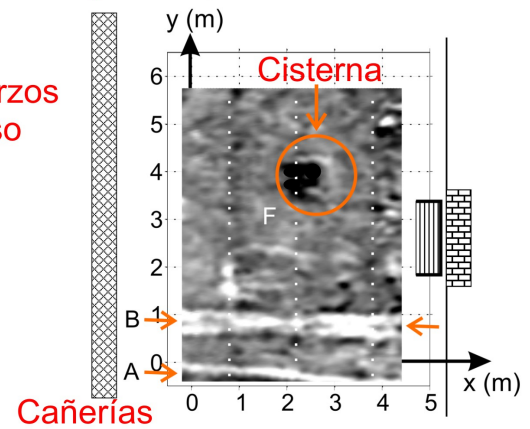 y (m)
rzos
so
Cisterna
6
5
4
3
2
1
0
F
B
A
0 1 2 3 4 5
x (m)
Cañerías